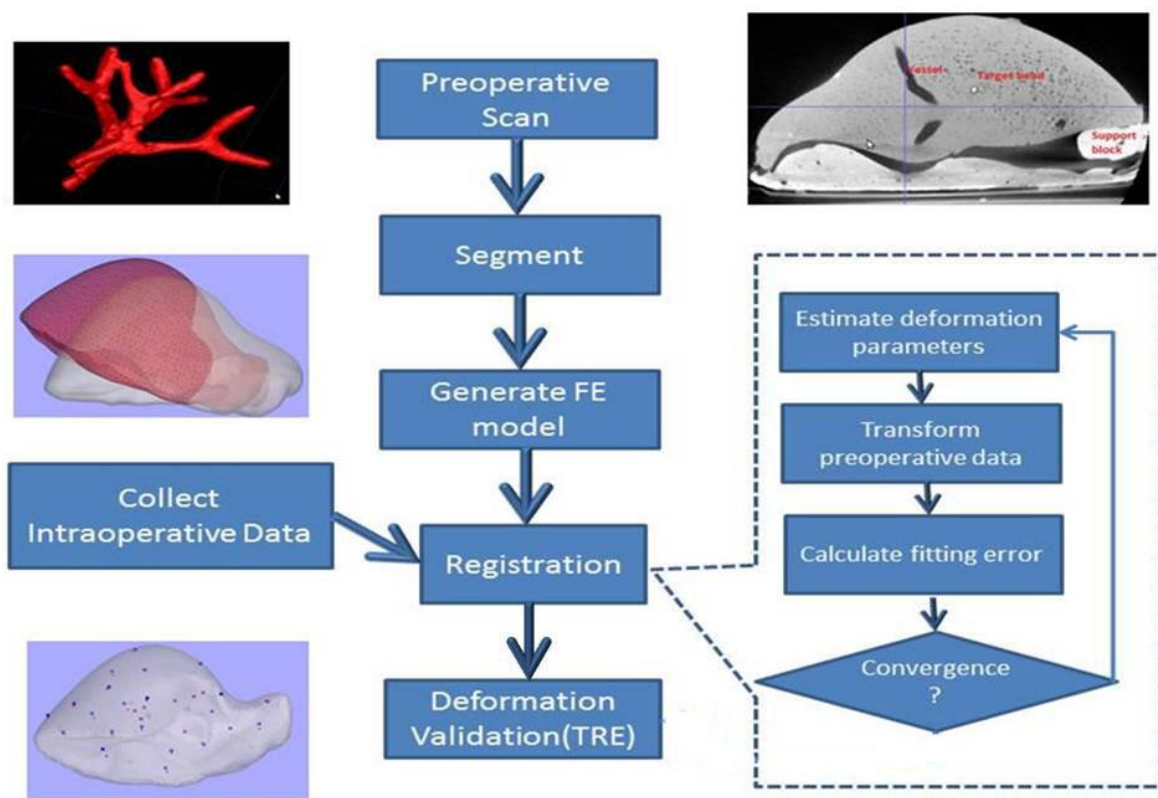 Preoperative
Scan
Vessel
Target bead
Support
block
Segment
Estimate deformation
parameters
Generate FE
model
Transform
preoperative data
Collect
Intraoperative Data
Registration
Calculate fitting error
Convergence
?
Deformation
Validation(TRE)